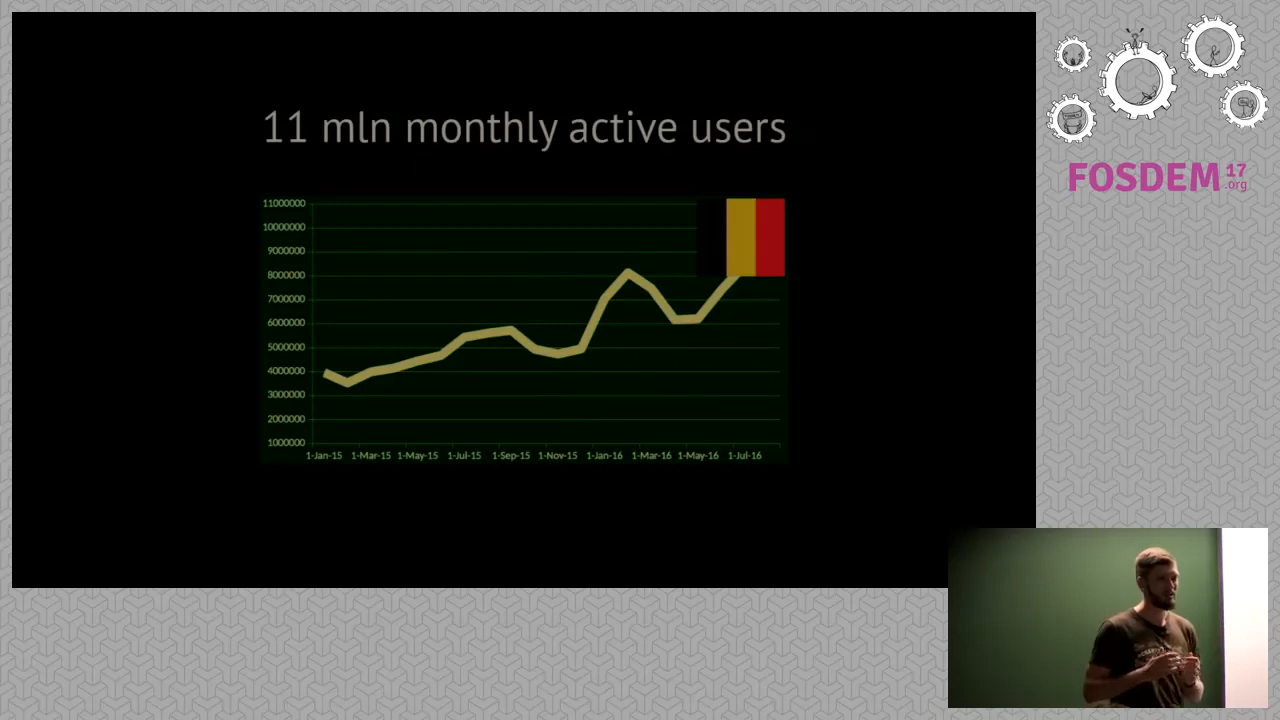 11 mln monthly active users
11000000
10000000
9000000
8000000
7000000
6000000
5000000
4000000
3000000
2000000
1000000
1-Jan-15 1-Mar-15 1-May-15 1-Jul-15 1-Sep-15 1-Nov-15 1-Jan-16 1-Mar-16 1-May-16 1-Jul-16
FOSDEM 17
.org